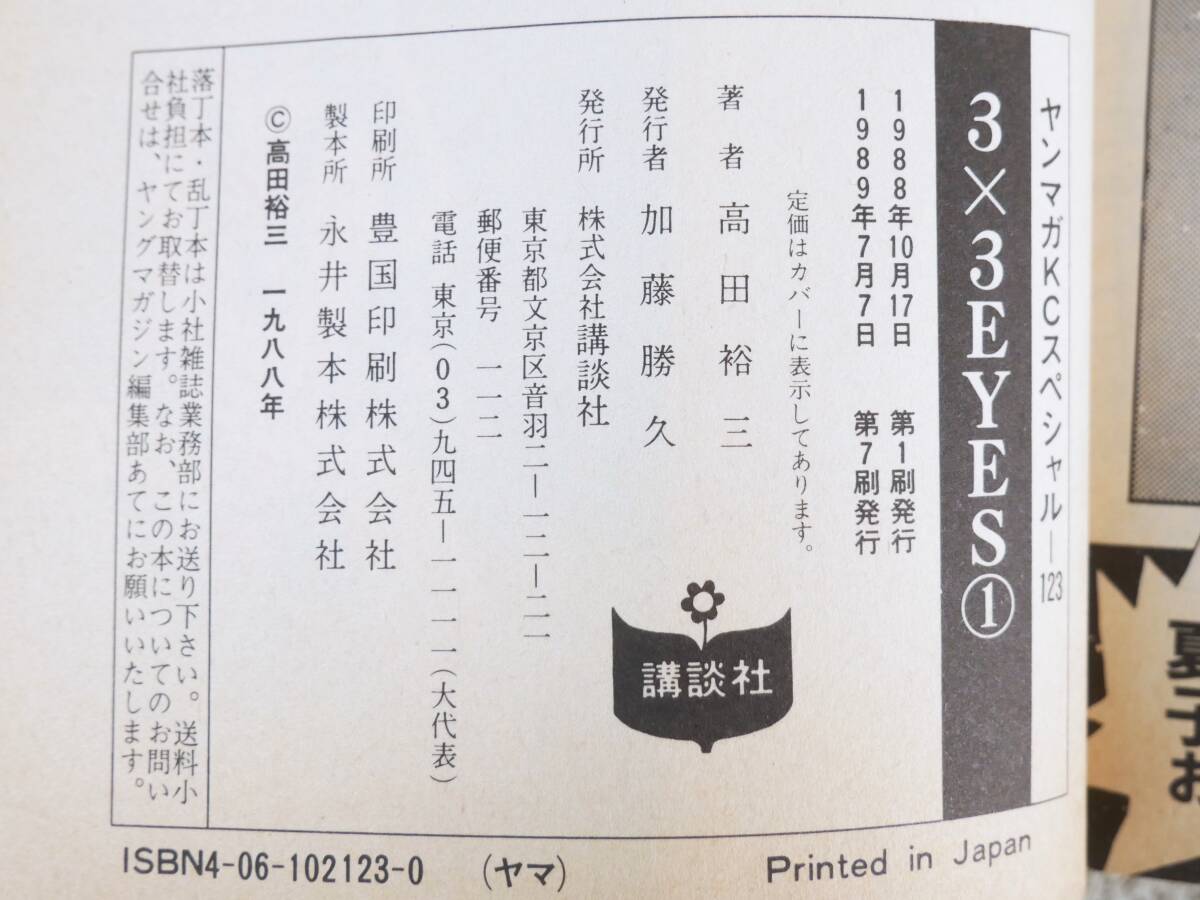 ヤンマガKCスペシャル―123
3×3EYES①
1988年10月17日 第1刷発行
1989年7月7日 第7刷発行
定価はカバーに表示してあります。
著者 高田裕三
発行者 加藤勝久
発行所 株式会社講談社
東京都文京区音羽二―一二―二一
郵便番号 一一二
電話 東京(03)九四五―一一一一(大代表)
印刷所 豊国印刷株式会社
製本所 永井製本株式会社
©高田裕三 一九八八年
落丁本・乱丁本は小社雑誌業務部にお送り下さい。送料小
社負担にてお取替します。なお、この本についてのお問い
合せは、ヤングマガジン編集部あてにお願いいたします。
講談社
ISBN4-06-102123-0 (ヤマ)
Printed in Japan
夏子お